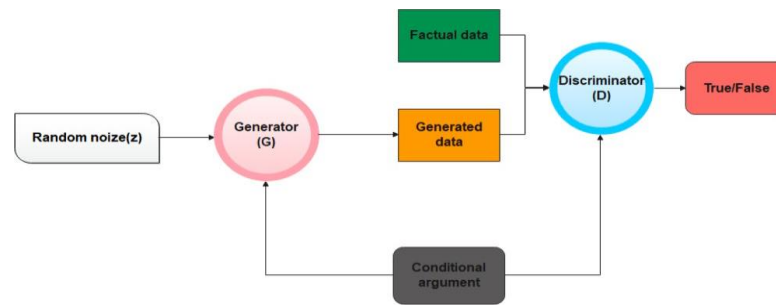 Factual data
Discriminator
(D)
True/False
Random noize(z)
Generator
(G)
Generated
data
Conditional
argument